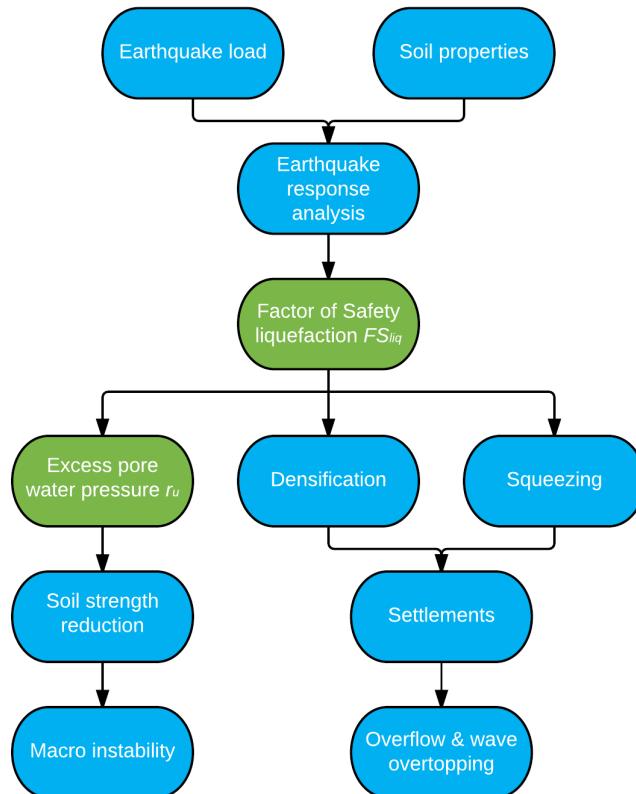 Earthquake load
Soil properties
Earthquake
response
analysis
Factor of Safety
liquefaction FSliq
Excess pore
water pressure ru
Densification
Squeezing
Soil strength
reduction
Settlements
Macro instability
Overflow & wave
overtopping